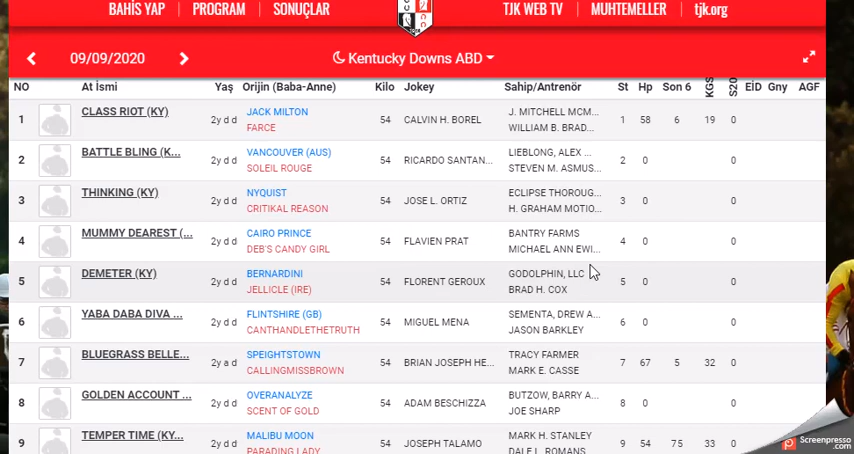 BAHİS YAP PROGRAM SONUÇLAR TJK WEB TV MUHTEMELLER tjk.org
09/09/2020 Kentucky Downs ABD
NO At İsmi Yaş Orijin (Baba-Anne) Kilo Jokey Sahip/Antrenör St Hp Son 6 KGS S20 EİD Gny AGF
1 CLASS RIOT (KY) 2y d d JACK MILTON 54 CALVIN H. BOREL J. MITCHELL MCM... 1 58 6 19 0
FARCE WILLIAM B. BRAD...
2 BATTLE BLING (K... 2y d d VANCOUVER (AUS) 54 RICARDO SANTAN... LIEBLONG, ALEX ... 2 0 0
SOLEIL ROUGE STEVEN M. ASMUS...
3 THINKING (KY) 2y d d NYQUIST 54 JOSE L. ORTIZ ECLIPSE THOROUG... 3 0 0
CRITIKAL REASON H. GRAHAM MOTIO...
4 MUMMY DEAREST (... 2y d d CAIRO PRINCE 54 FLAVIEN PRAT BANTRY FARMS 4 0 0
DEB'S CANDY GIRL MICHAEL ANN EWI...
5 DEMETER (KY) 2y d d BERNARDINI 54 FLORENT GEROUX GODOLPHIN, LLC 5 0 0
JELLICLE (IRE) BRAD H. COX
6 YABA DABA DIVA ... 2y d d FLINTSHIRE (GB) 54 MIGUEL MENA SEMENTA, DREW A... 6 0 0
CANTHANDLETHETRUTH JASON BARKLEY
7 BLUEGRASS BELLE... 2y a d SPEIGHTSTOWN 54 BRIAN JOSEPH HE... TRACY FARMER 7 67 5 32 0
CALLINGMISSBROWN MARK E. CASSE
8 GOLDEN ACCOUNT ... 2y d d OVERANALYZE 54 ADAM BESCHIZZA BUTZOW, BARRY A... 8 0 0
SCENT OF GOLD JOE SHARP
9 TEMPER TIME (KY... 2y d d MALIBU MOON 54 JOSEPH TALAMO MARK H. STANLEY 9 54 7 5 33 0
PARADING LADY DALE L. ROMANS
Screenpresso
.com